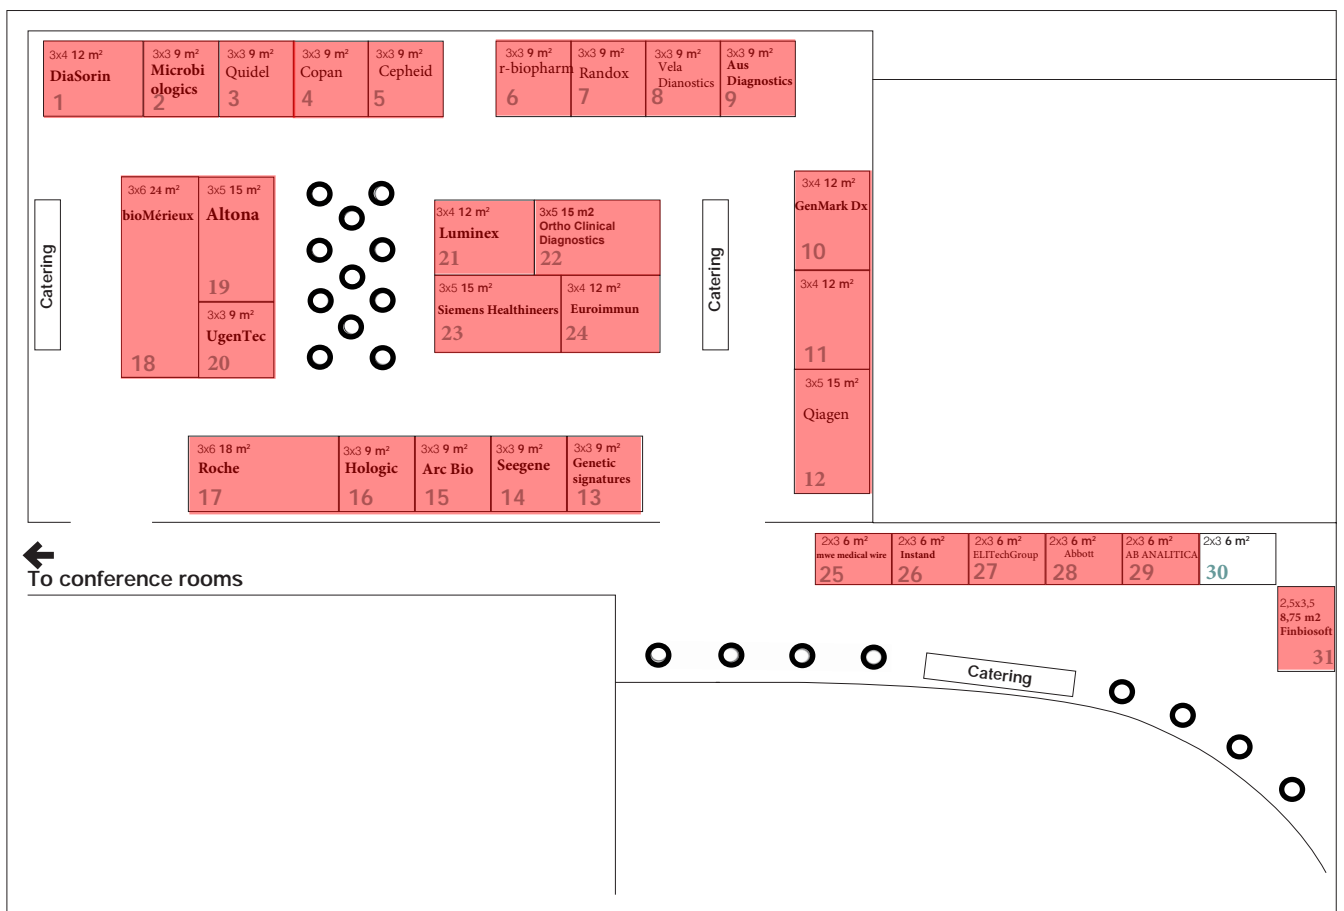 3x4 12 m²
DiaSorin
1
3x3 9 m²
Microbi
ologics
2
3x3 9 m²
Quidel
3
3x3 9 m²
Copan
4
3x3 9 m²
Cepheid
5
3x3 9 m²
r-biopharm
6
3x3 9 m²
Randox
7
3x3 9 m²
Vela
Dianostics
8
3x3 9 m²
Aus
Diagnostics
9
Catering
3x6 24 m²
bioMérieux
18
3x5 15 m²
Altona
19
3x3 9 m²
UgenTec
20
3x4 12 m²
Luminex
21
3x5 15 m2
Ortho Clinical
Diagnostics
22
3x5 15 m²
Siemens Healthineers
23
3x4 12 m²
Euroimmun
24
Catering
3x4 12 m²
GenMark Dx
10
3x4 12 m²
11
3x5 15 m²
Qiagen
12
3x6 18 m²
Roche
17
3x3 9 m²
Hologic
16
3x3 9 m²
Arc Bio
15
3x3 9 m²
Seegene
14
3x3 9 m²
Genetic
signatures
13
To conference rooms
2x3 6 m²
mwe medical wire
25
2x3 6 m²
Instand
26
2x3 6 m²
ELITechGroup
27
2x3 6 m²
Abbott
28
2x3 6 m²
AB ANALITICA
29
2x3 6 m²
30
2,5x3,5
8,75 m2
Finbiosoft
31
Catering